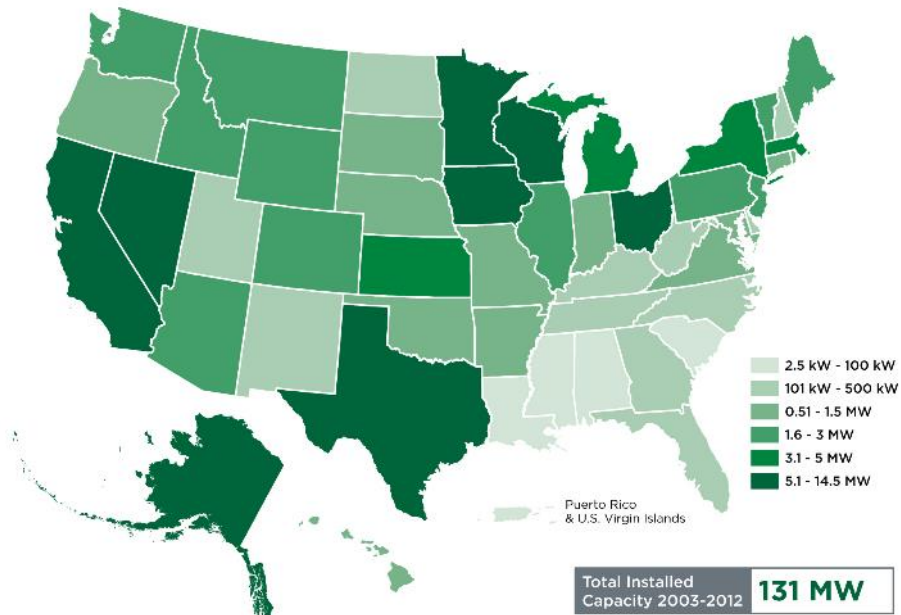 2.5 kW - 100 kW
101 kW - 500 kW
0.51 - 1.5 MW
1.6 - 3 MW
3.1 - 5 MW
5.1 - 14.5 MW
Puerto Rico
& U.S. Virgin Islands
Total Installed
Capacity 2003-2012
131 MW